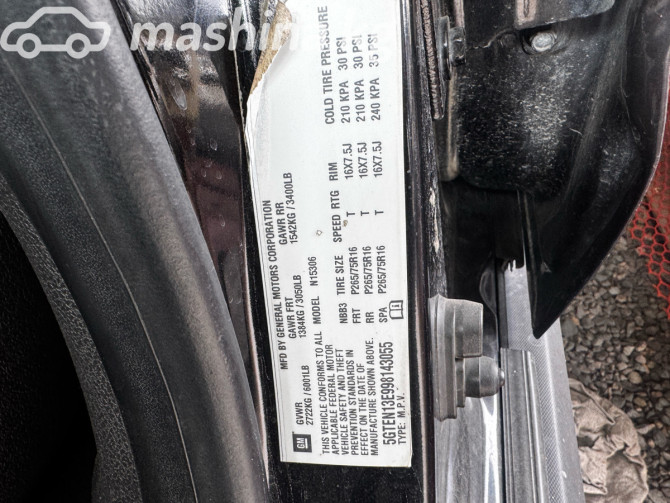 mashin
MFD BY GENERAL MOTORS CORPORATION
GVWR GAWR FRT GAWR RR
2722KG / 6001LB 1384KG / 3050LB 1542KG / 3400LB
THIS VEHICLE CONFORMS TO ALL
APPLICABLE FEDERAL MOTOR
VEHICLE SAFETY AND THEFT
PREVENTION STANDARDS IN
EFFECT ON THE DATE OF
MANUFACTURE SHOWN ABOVE.
5GTEN13E998143055
TYPE: M.P.V.
MODEL N15306
NBB3 TIRE SIZE SPEED RTG RIM COLD TIRE PRESSURE
FRT P265/75R16 T 16X7.5J 210 KPA 30 PSI
RR P265/75R16 T 16X7.5J 210 KPA 30 PSI
SPA P265/75R16 T 16X7.5J 240 KPA 35 PSI
GM